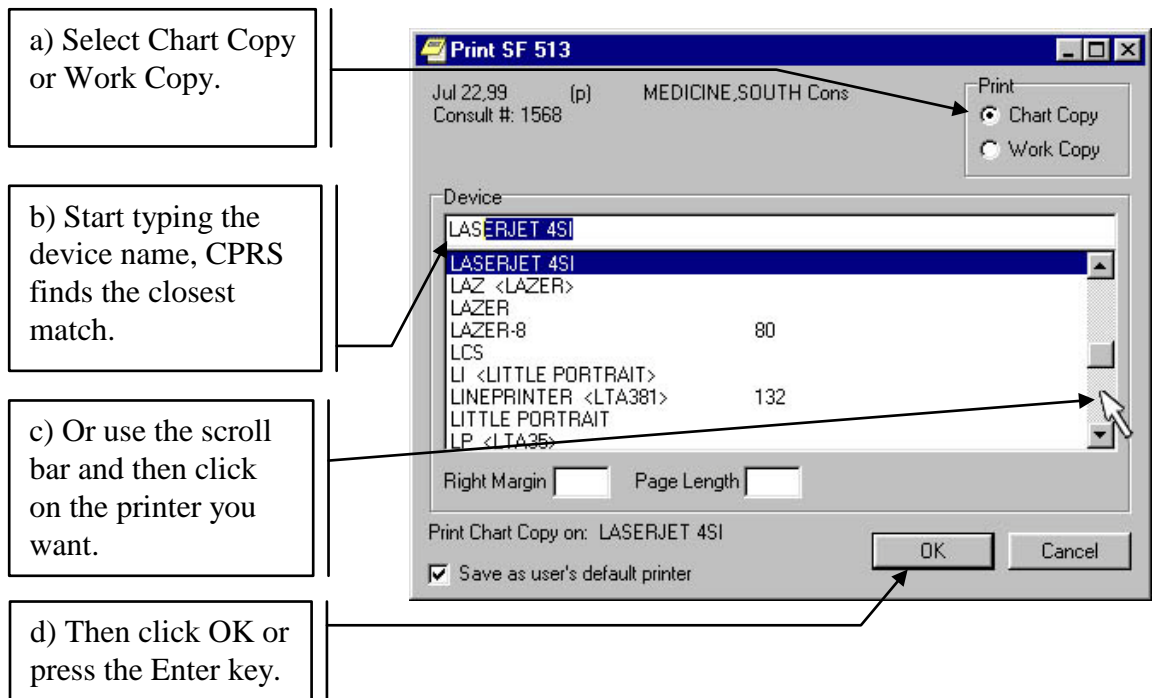 a) Select Chart Copy
or Work Copy.
b) Start typing the
device name, CPRS
finds the closest
match.
c) Or use the scroll
bar and then click
on the printer you
want.
d) Then click OK or
press the Enter key.
Print SF 513
Jul 22,99 (p) MEDICINE,SOUTH Cons
Consult #: 1568
Print
Chart Copy
Work Copy
Device
LASERJET 4SI
LASERJET 4SI
LAZ <LAZER>
LAZER
LAZER-8 80
LCS
LI <LITTLE PORTRAIT>
LINEPRINTER <LTA381> 132
LITTLE PORTRAIT
LP <LTA35>
Right Margin Page Length
Print Chart Copy on: LASERJET 4SI
Save as user's default printer
OK Cancel